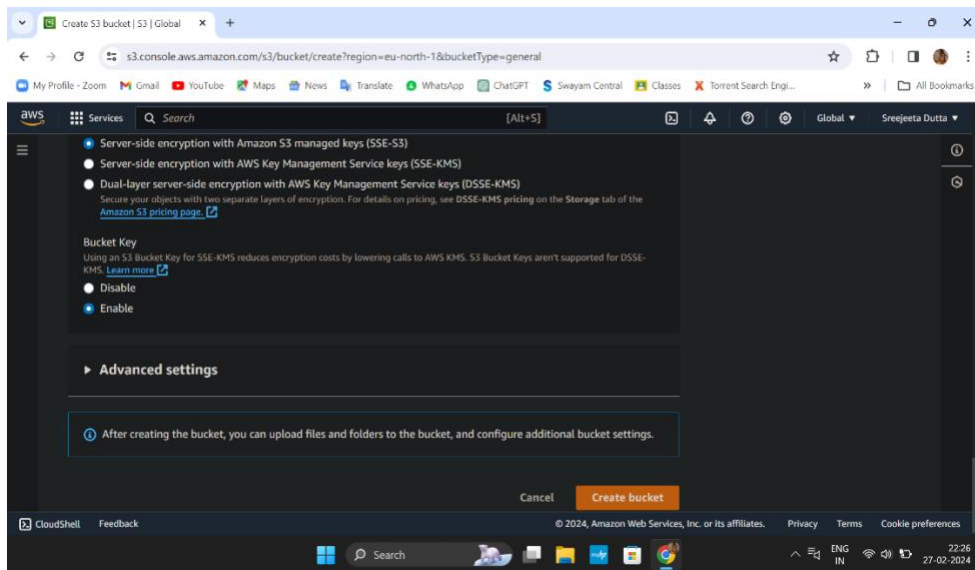 Create S3 bucket | S3 | Global
s3.console.aws.amazon.com/s3/bucket/create?region=eu-north-1&bucketType=general
My Profile - Zoom Gmail YouTube Maps News Translate WhatsApp ChatGPT Swayam Central Classes Torrent Search Engi... » All Bookmarks
aws Services Search [Alt+S] Global Sreejeeta Dutta
Server-side encryption with Amazon S3 managed keys (SSE-S3)
Server-side encryption with AWS Key Management Service keys (SSE-KMS)
Dual-layer server-side encryption with AWS Key Management Service keys (DSSE-KMS)
Secure your objects with two separate layers of encryption. For details on pricing, see DSSE-KMS pricing on the Storage tab of the
Amazon S3 pricing page.
Bucket Key
Using an S3 Bucket Key for SSE-KMS reduces encryption costs by lowering calls to AWS KMS. S3 Bucket Keys aren't supported for DSSE-
KMS. Learn more
Disable
Enable
Advanced settings
After creating the bucket, you can upload files and folders to the bucket, and configure additional bucket settings.
Cancel Create bucket
CloudShell Feedback © 2024, Amazon Web Services, Inc. or its affiliates. Privacy Terms Cookie preferences
Search ENG 22:26
IN 27-02-2024